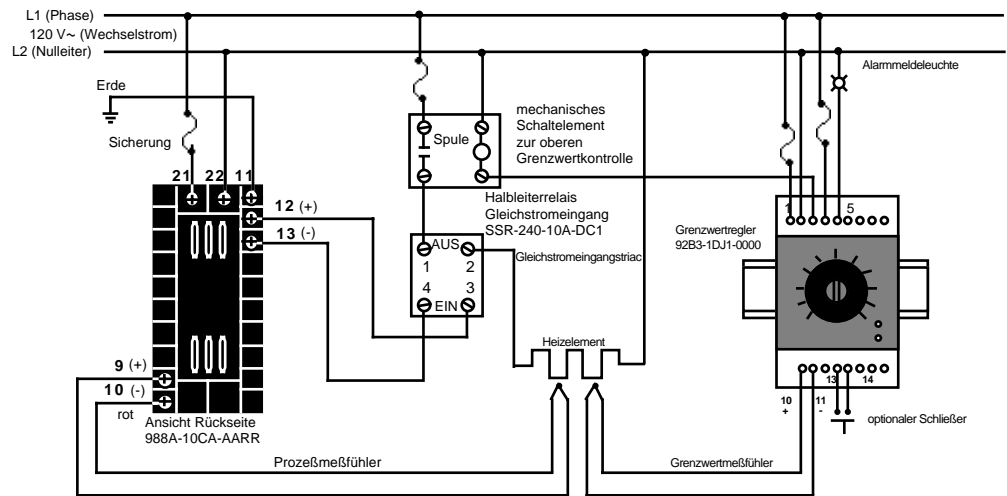 L1 (Phase)
120 V~ (Wechselstrom)
L2 (Nulleiter)
Alarmmeldeleuchte
Erde
Sicherung
21 22 11
12 (+)
13 (-)
Spule
mechanisches
Schaltelement
zur oberen
Grenzwertkontrolle
Halbleiterrelais
Gleichstromeingang
SSR-240-10A-DC1
Gleichstromeingangstriac
AUS
1 2
4 3
EIN
1 5
Grenzwertregler
92B3-1DJ1-0000
Heizelement
9 (+)
10 (-)
rot
Ansicht Rückseite
988A-10CA-AARR
13 14
10 11
+ -
optionaler Schließer
Prozeßmeßfühler
Grenzwertmeßfühler